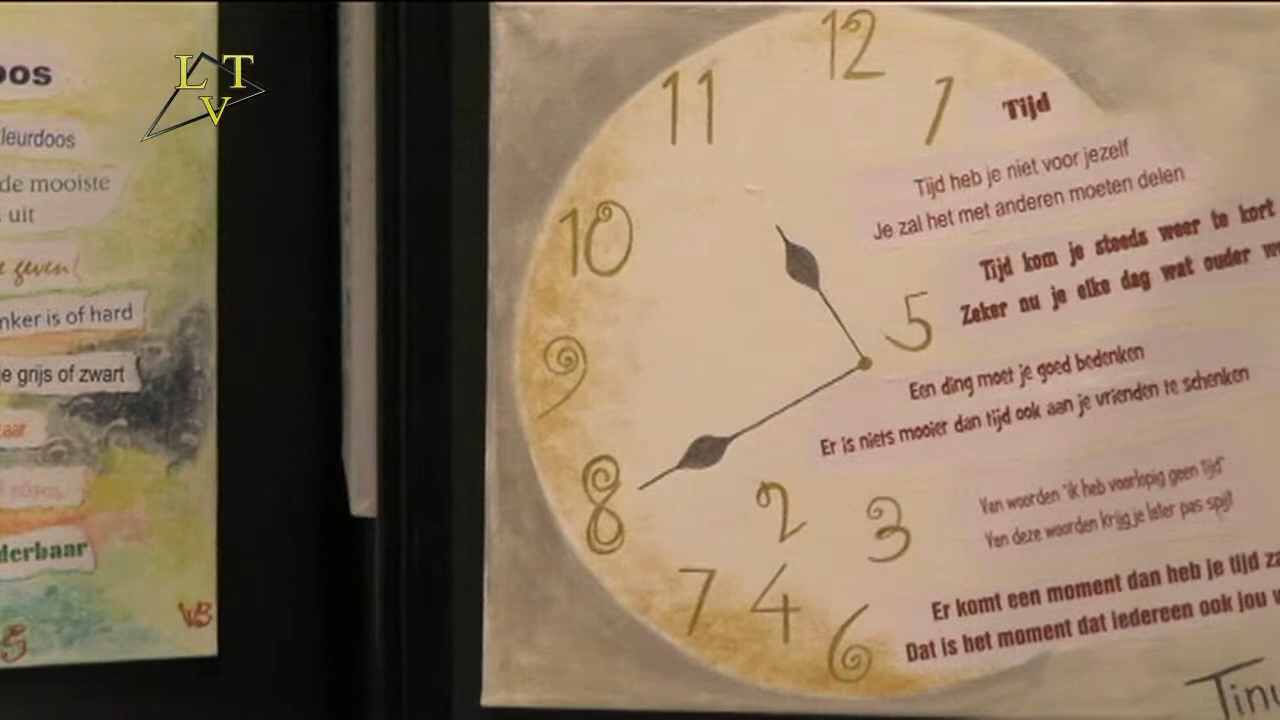 L T
V
oos
leurdoos
de mooiste
uit
geven!
nker is of hard
je grijs of zwart
aar
derbaar
VB
12
11
1
10
9
8
7
5
2
3
4
6
Tijd
Tijd heb je niet voor jezelf
Je zal het met anderen moeten delen
Tijd kom je steeds weer te kort
Zeker nu je elke dag wat ouder w
Een ding moet je goed bedenken
Er is niets mooier dan tijd ook aan je vrienden te schenken
Van woorden "ik heb voorlopig geen tijd"
Van deze woorden krijg je later pas spijt
Er komt een moment dan heb je tijd za
Dat is het moment dat iedereen ook jou
Tin